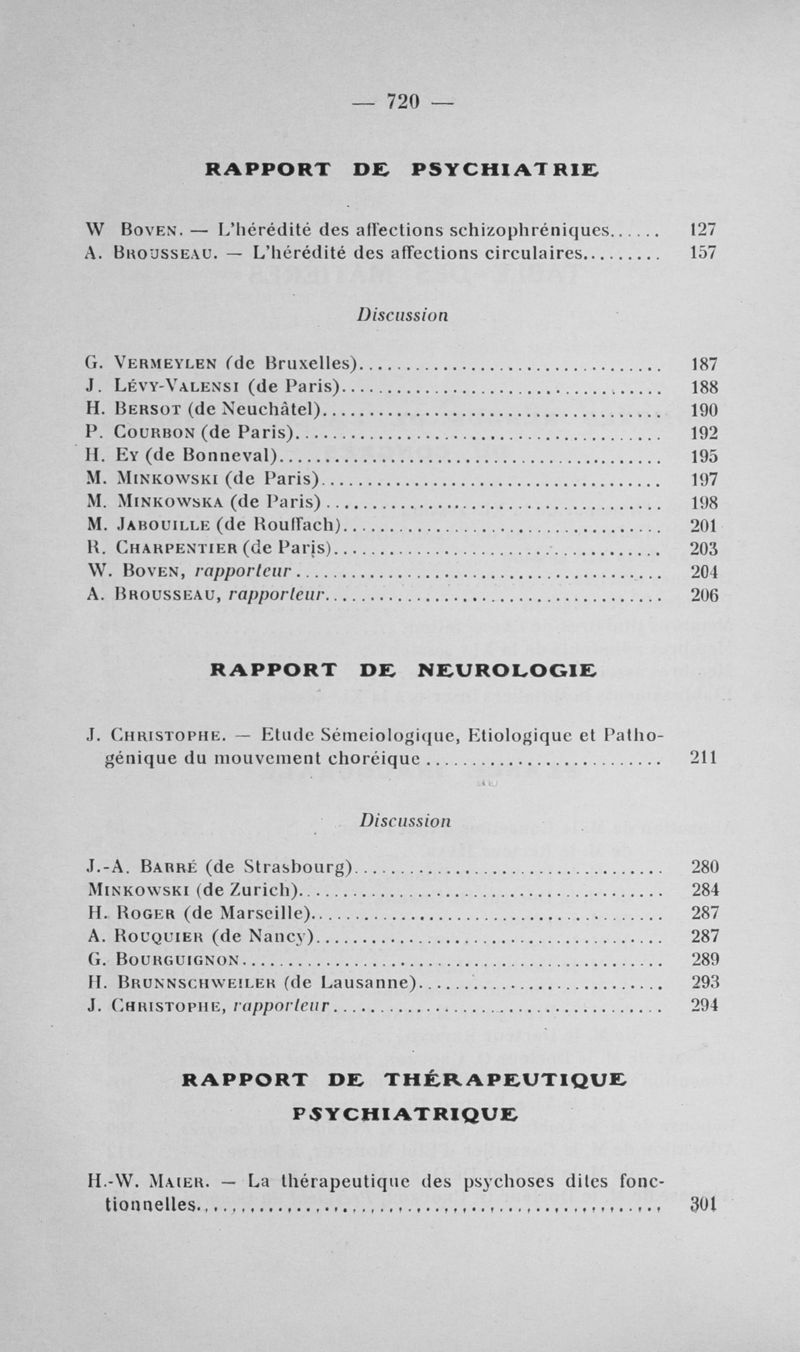 — 720 —
RAPPORT DE PSYCHIATRIE
W BOVEN. — L'hérédité des affections schizophréniques...... 127
A. BROUSSEAU. — L'hérédité des affections circulaires......... 157
Discussion
G. VERMEYLEN (de Bruxelles)................................... 187
J. LÉVY-VALENSI (de Paris)................................... 188
H. BERSOT (de Neuchâtel)................................... 190
P. COURBON (de Paris)................................... 192
H. EY (de Bonneval)................................... 195
M. MINKOWSKI (de Paris)................................... 197
M. MINKOWSKA (de Paris)................................... 198
M. JABOUILLE (de Rouffach)................................... 201
R. CHARPENTIER (de Paris)................................... 203
W. BOVEN, rapporteur................................... 204
A. BROUSSEAU, rapporteur................................... 206
RAPPORT DE NEUROLOGIE
J. CHRISTOPHE. — Etude Sémeiologique, Etiologique et Patho-
génique du mouvement choréique.......................... 211
Discussion
J.-A. BARRÉ (de Strasbourg)................................... 280
MINKOWSKI (de Zurich)................................... 284
H. ROGER (de Marseille)................................... 287
A. ROUQUIER (de Nancy)................................... 287
G. BOURGUIGNON................................... 289
H. BRUNNSCHWEILER (de Lausanne)........................... 293
J. CHRISTOPHE, rapporteur................................... 294
RAPPORT DE THÉRAPEUTIQUE
PSYCHIATRIQUE
H.-W. MAIER. — La thérapeutique des psychoses dites fonc-
tionnelles................................................... 301